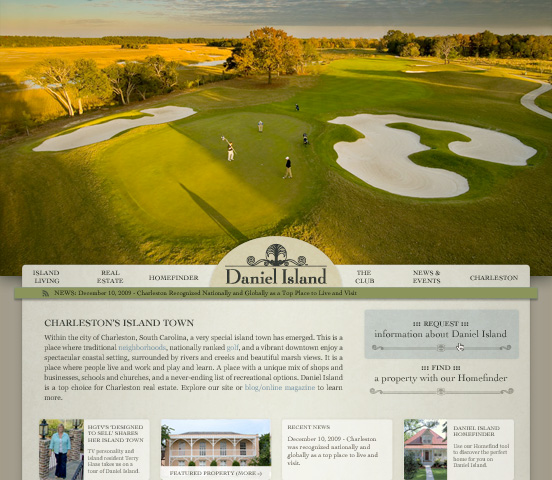 ISLAND LIVING
REAL ESTATE
HOMEFINDER
Daniel Island
THE CLUB
NEWS & EVENTS
CHARLESTON
NEWS: December 10, 2009 - Charleston Recognized Nationally and Globally as a Top Place to Live and Visit
CHARLESTON'S ISLAND TOWN
Within the city of Charleston, South Carolina, a very special island town has emerged. This is a
place where traditional neighborhoods, nationally ranked golf, and a vibrant downtown enjoy a
spectacular coastal setting, surrounded by rivers and creeks and beautiful marsh views. It is a
place where people live and work and play and learn. A place with a unique mix of shops and
businesses, schools and churches, and a never-ending list of recreational options. Daniel Island
is a top choice for Charleston real estate. Explore our site or blog/online magazine to learn
more.
::: REQUEST :::
information about Daniel Island
::: FIND :::
a property with our Homefinder
HGTV'S 'DESIGNED
TO SELL' SHARES
HER ISLAND TOWN
TV personality and
island resident Terry
Haas takes us on a
tour of Daniel Island
FEATURED PROPERTY (MORE »)
RECENT NEWS
December 10, 2009 - Charleston
was recognized nationally and
globally as a top place to live and
visit.
DANIEL ISLAND
HOMEFINDER
Use our Homefind tool
to discover the perfect
home for you on
Daniel Island.